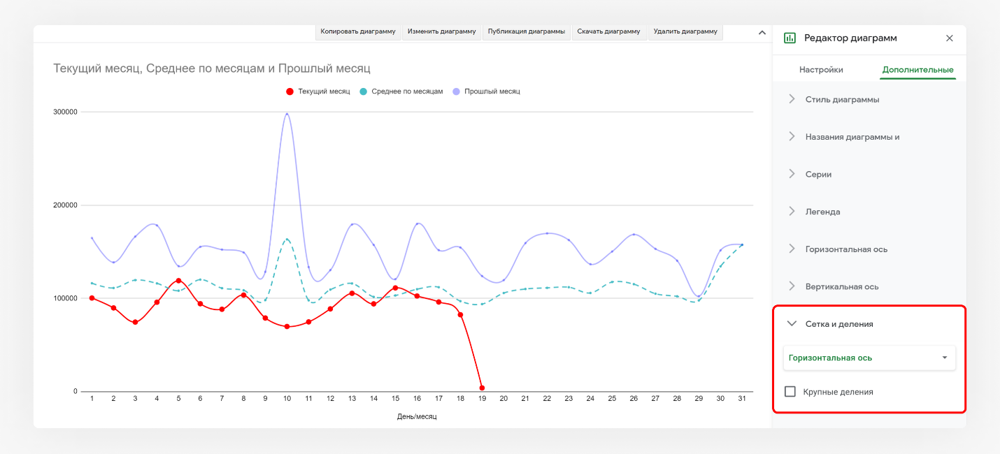 Копировать диаграмму Изменить диаграмму Публикация диаграммы Скачать диаграмму Удалить диаграмму
Текущий месяц, Среднее по месяцам и Прошлый месяц
Текущий месяц Среднее по месяцам Прошлый месяц
300000
200000
100000
0
1 2 3 4 5 6 7 8 9 10 11 12 13 14 15 16 17 18 19 20 21 22 23 24 25 26 27 28 29 30 31
День/месяц
Редактор диаграмм
Настройки Дополнительные
Стиль диаграммы
Названия диаграммы и
Серии
Легенда
Горизонтальная ось
Вертикальная ось
Сетка и деления
Горизонтальная ось
Крупные деления